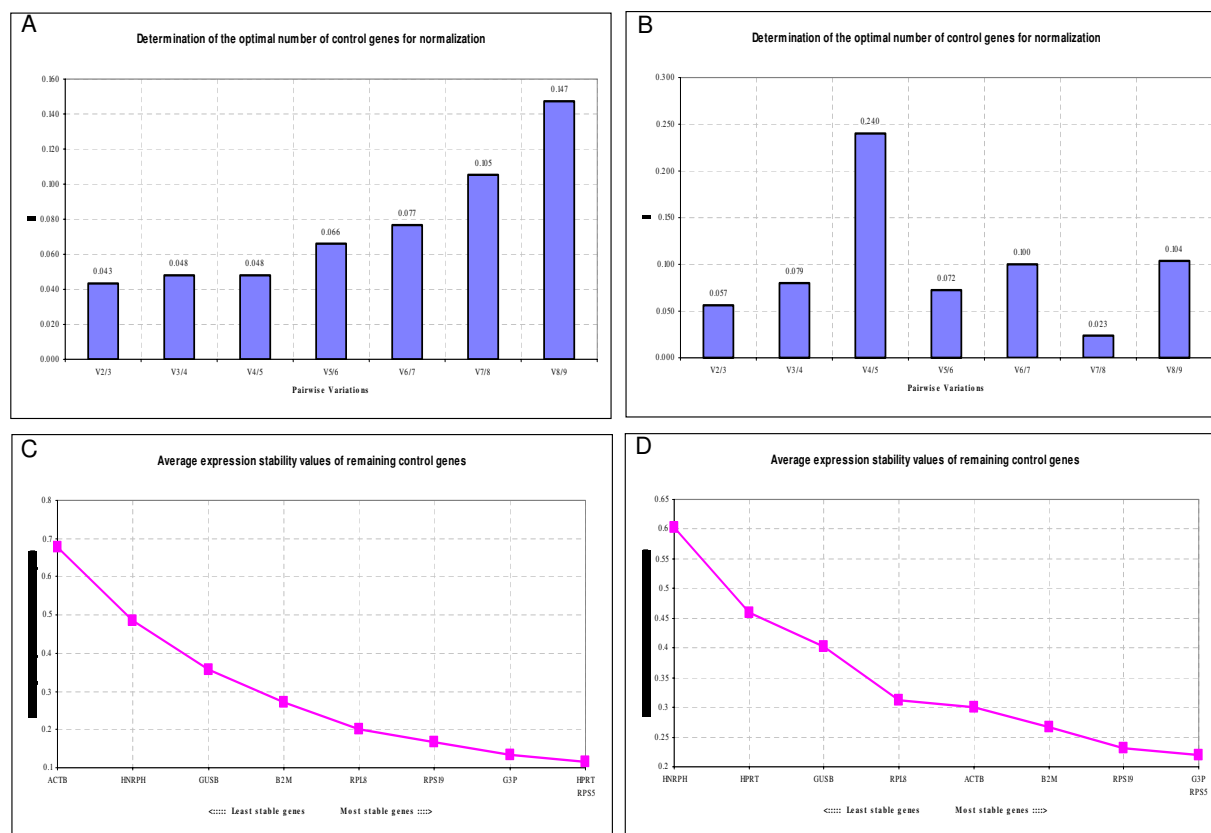 A
Determination of the optimal number of control genes for normalization
0.160
0.140
0.120
0.100
0.080
0.060
0.040
0.020
0.000
0.043
0.048
0.048
0.066
0.077
0.105
0.147
V2/3 V3/4 V4/5 V5/6 V6/7 V7/8 V8/9
Pairwise Variations
B
Determination of the optimal number of control genes for normalization
0.300
0.250
0.200
0.150
0.100
0.050
0.000
0.057
0.079
0.240
0.072
0.100
0.023
0.104
V2/3 V3/4 V4/5 V5/6 V6/7 V7/8 V8/9
C
Average expression stability values of remaining control genes
0.8
0.7
0.6
0.5
0.4
0.3
0.2
0.1
ACTB HNRPH GUSB B2M RPL8 RPS19 G3P HPRT
RPS5
<::::: Least stable genes Most stable genes ::::>
D
Average expression stability values of remaining control genes
0.65
0.6
0.55
0.5
0.45
0.4
0.35
0.3
0.25
0.2
HNRPH HPRT GUSB RPL8 ACTB B2M RPS19 G3P
RPS5
<::::: Least stable genes Most stable genes ::::>